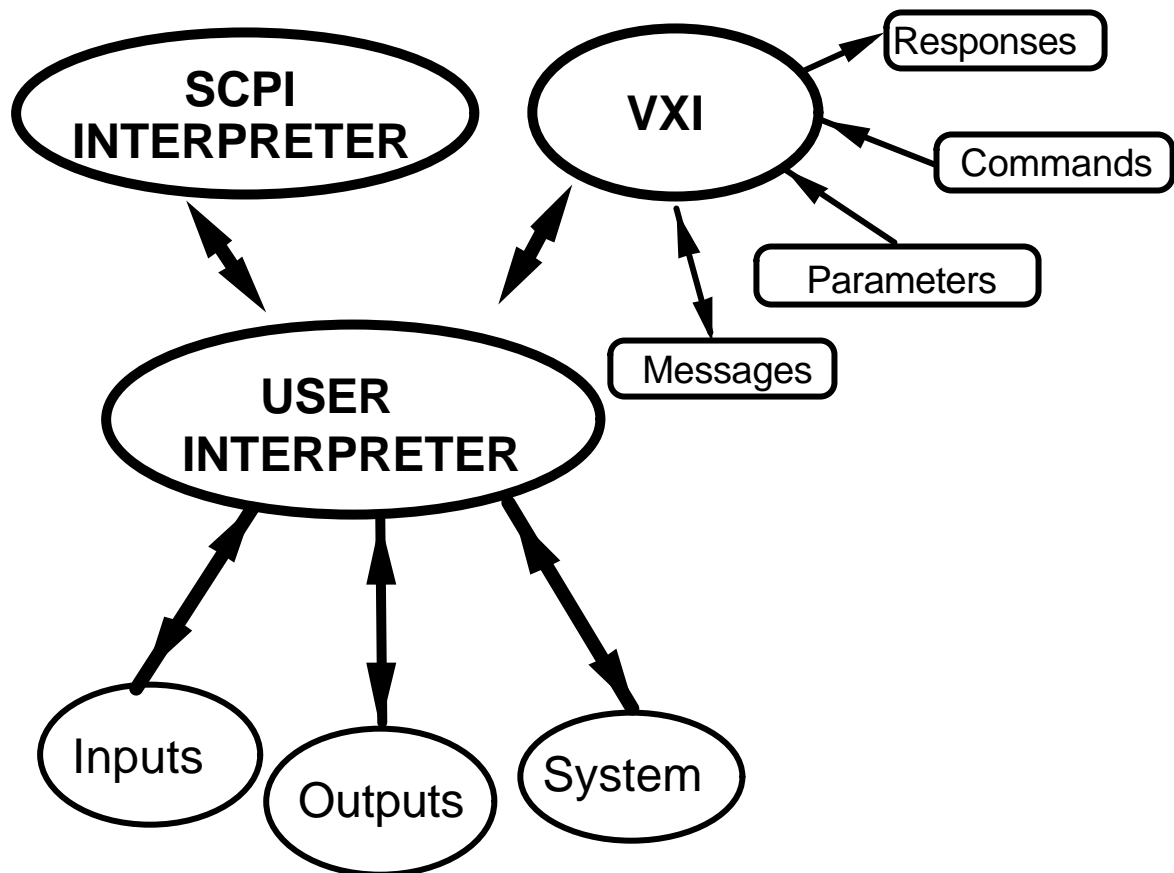 SCPI
INTERPRETER
VXI
Responses
Commands
Parameters
Messages
USER
INTERPRETER
Inputs
Outputs
System